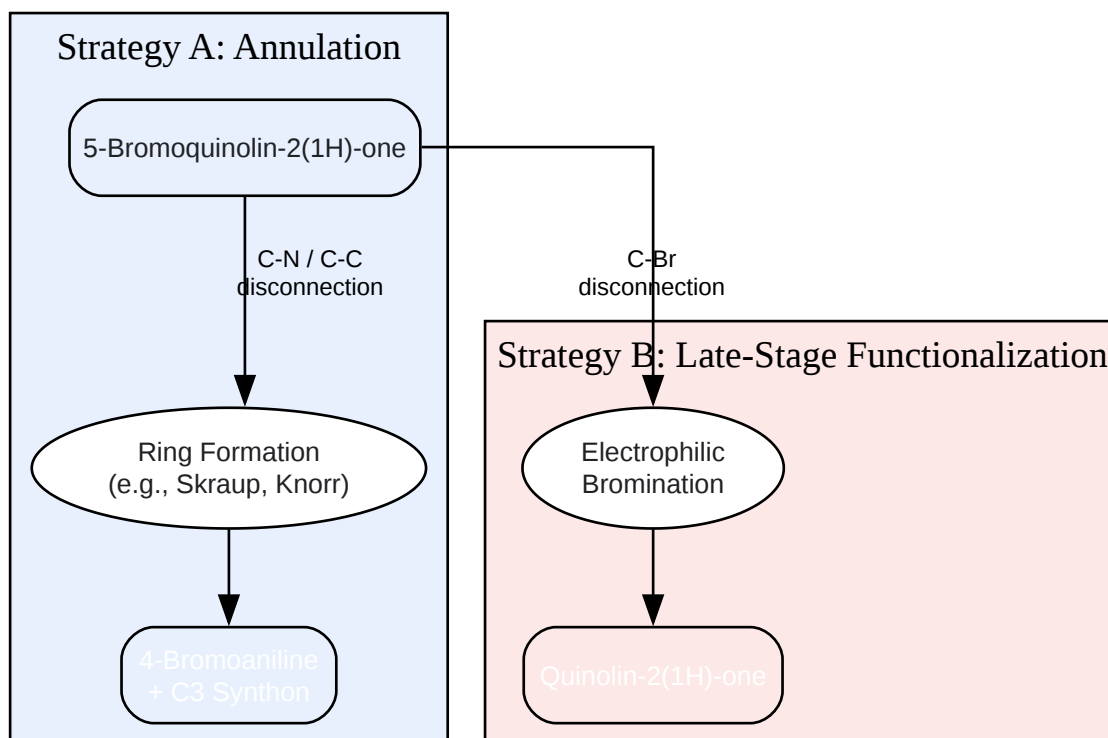 Strategy A: Annulation
5-Bromoquinolin-2(1H)-one
C-N / C-C
disconnection
C-Br
disconnection
Strategy B: Late-Stage Functionalization
Ring Formation
(e.g., Skraup, Knorr)
Electrophilic
Bromination
4-Bromoaniline
+ C3 Synthon
Quinolin-2(1H)-one